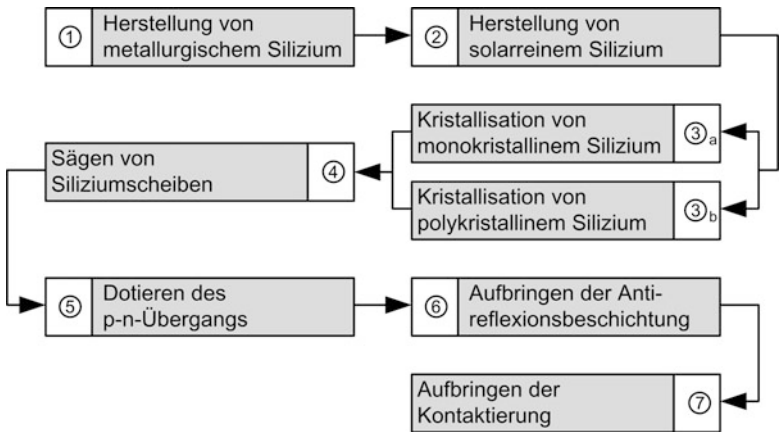 ① Herstellung von
metallurgischem Silizium
② Herstellung von
solarreinem Silizium
Kristallisation von
monokristallinem Silizium ③a
Kristallisation von
polykristallinem Silizium ③b
Sägen von
Siliziumscheiben ④
⑤ Dotieren des
p-n-Übergangs
⑥ Aufbringen der Anti-
reflexionsbeschichtung
Aufbringen der
Kontaktierung ⑦